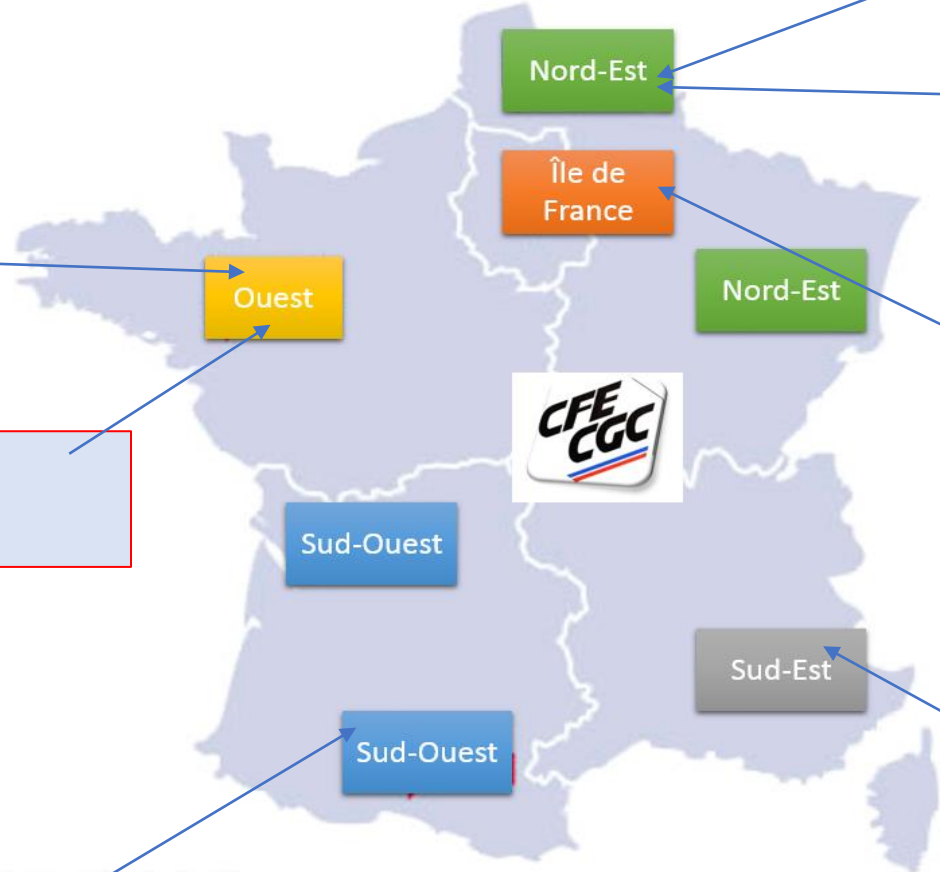 Nord-Est
Île de
France
Ouest
Nord-Est
CFE
CGC
Sud-Ouest
Sud-Est
Sud-Ouest